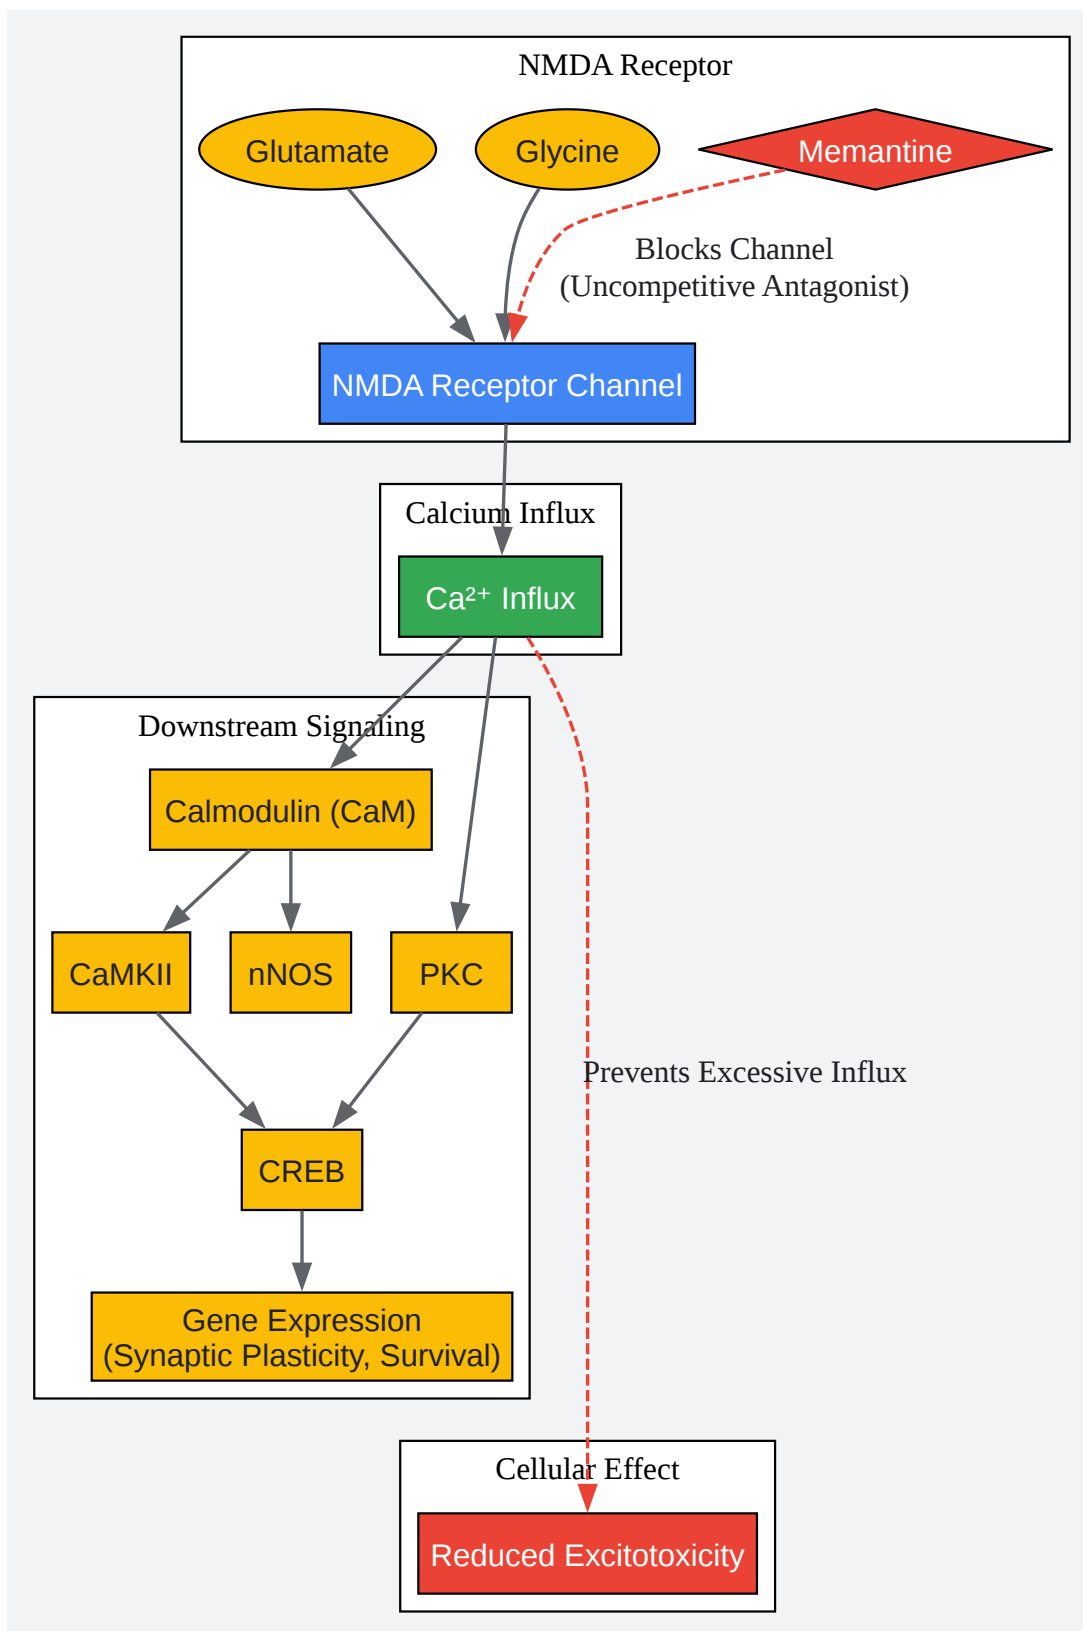 NMDA Receptor
Glutamate
Glycine
Memantine
Blocks Channel
(Uncompetitive Antagonist)
NMDA Receptor Channel
Calcium Influx
Ca²⁺ Influx
Downstream Signaling
Calmodulin (CaM)
CaMKII
nNOS
PKC
Prevents Excessive Influx
CREB
Gene Expression
(Synaptic Plasticity, Survival)
Cellular Effect
Reduced Excitotoxicity